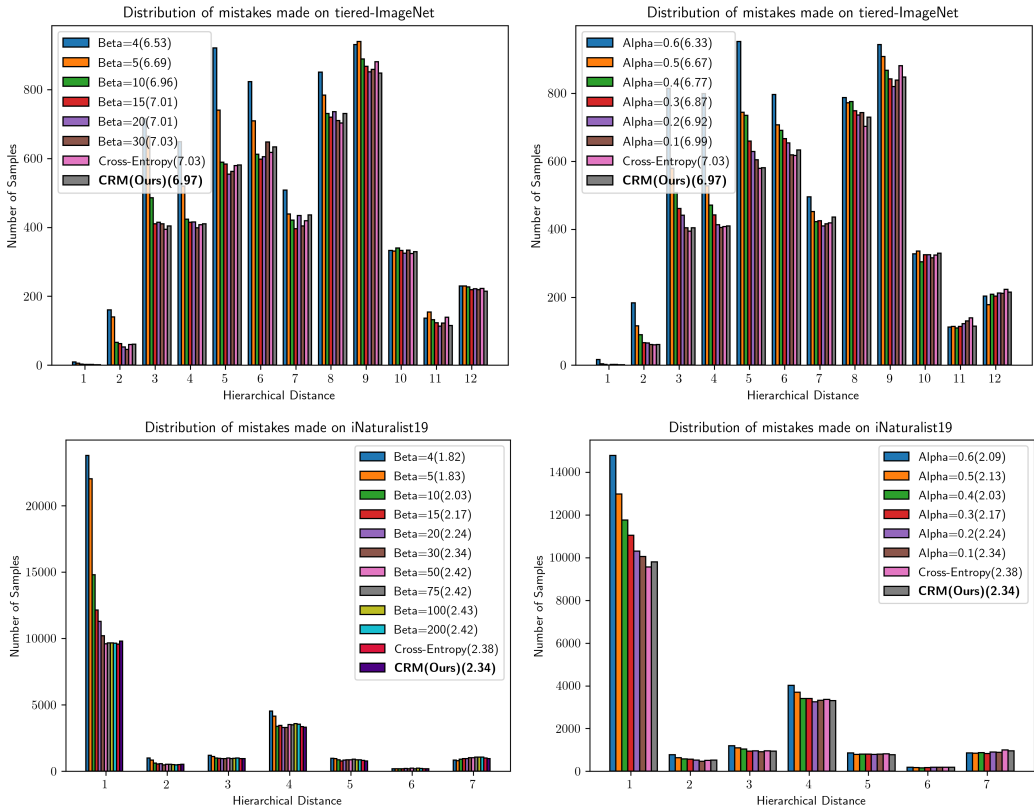 Distribution of mistakes made on tiered-ImageNet
Number of Samples
800
600
400
200
0
Beta=4(6.53)
Beta=5(6.69)
Beta=10(6.96)
Beta=15(7.01)
Beta=20(7.01)
Beta=30(7.03)
Cross-Entropy(7.03)
CRM(Ours)(6.97)
1 2 3 4 5 6 7 8 9 10 11 12
Hierarchical Distance
Distribution of mistakes made on tiered-ImageNet
Number of Samples
800
600
400
200
0
Alpha=0.6(6.33)
Alpha=0.5(6.67)
Alpha=0.4(6.77)
Alpha=0.3(6.87)
Alpha=0.2(6.92)
Alpha=0.1(6.99)
Cross-Entropy(7.03)
CRM(Ours)(6.97)
1 2 3 4 5 6 7 8 9 10 11 12
Hierarchical Distance
Distribution of mistakes made on iNaturalist19
Number of Samples
20000
15000
10000
5000
0
Beta=4(1.82)
Beta=5(1.83)
Beta=10(2.03)
Beta=15(2.17)
Beta=20(2.24)
Beta=30(2.34)
Beta=50(2.42)
Beta=75(2.42)
Beta=100(2.43)
Beta=200(2.42)
Cross-Entropy(2.38)
CRM(Ours)(2.34)
1 2 3 4 5 6 7
Hierarchical Distance
Distribution of mistakes made on iNaturalist19
Number of Samples
14000
12000
10000
8000
6000
4000
2000
0
Alpha=0.6(2.09)
Alpha=0.5(2.13)
Alpha=0.4(2.03)
Alpha=0.3(2.17)
Alpha=0.2(2.24)
Alpha=0.1(2.34)
Cross-Entropy(2.38)
CRM(Ours)(2.34)
1 2 3 4 5 6 7
Hierarchical Distance